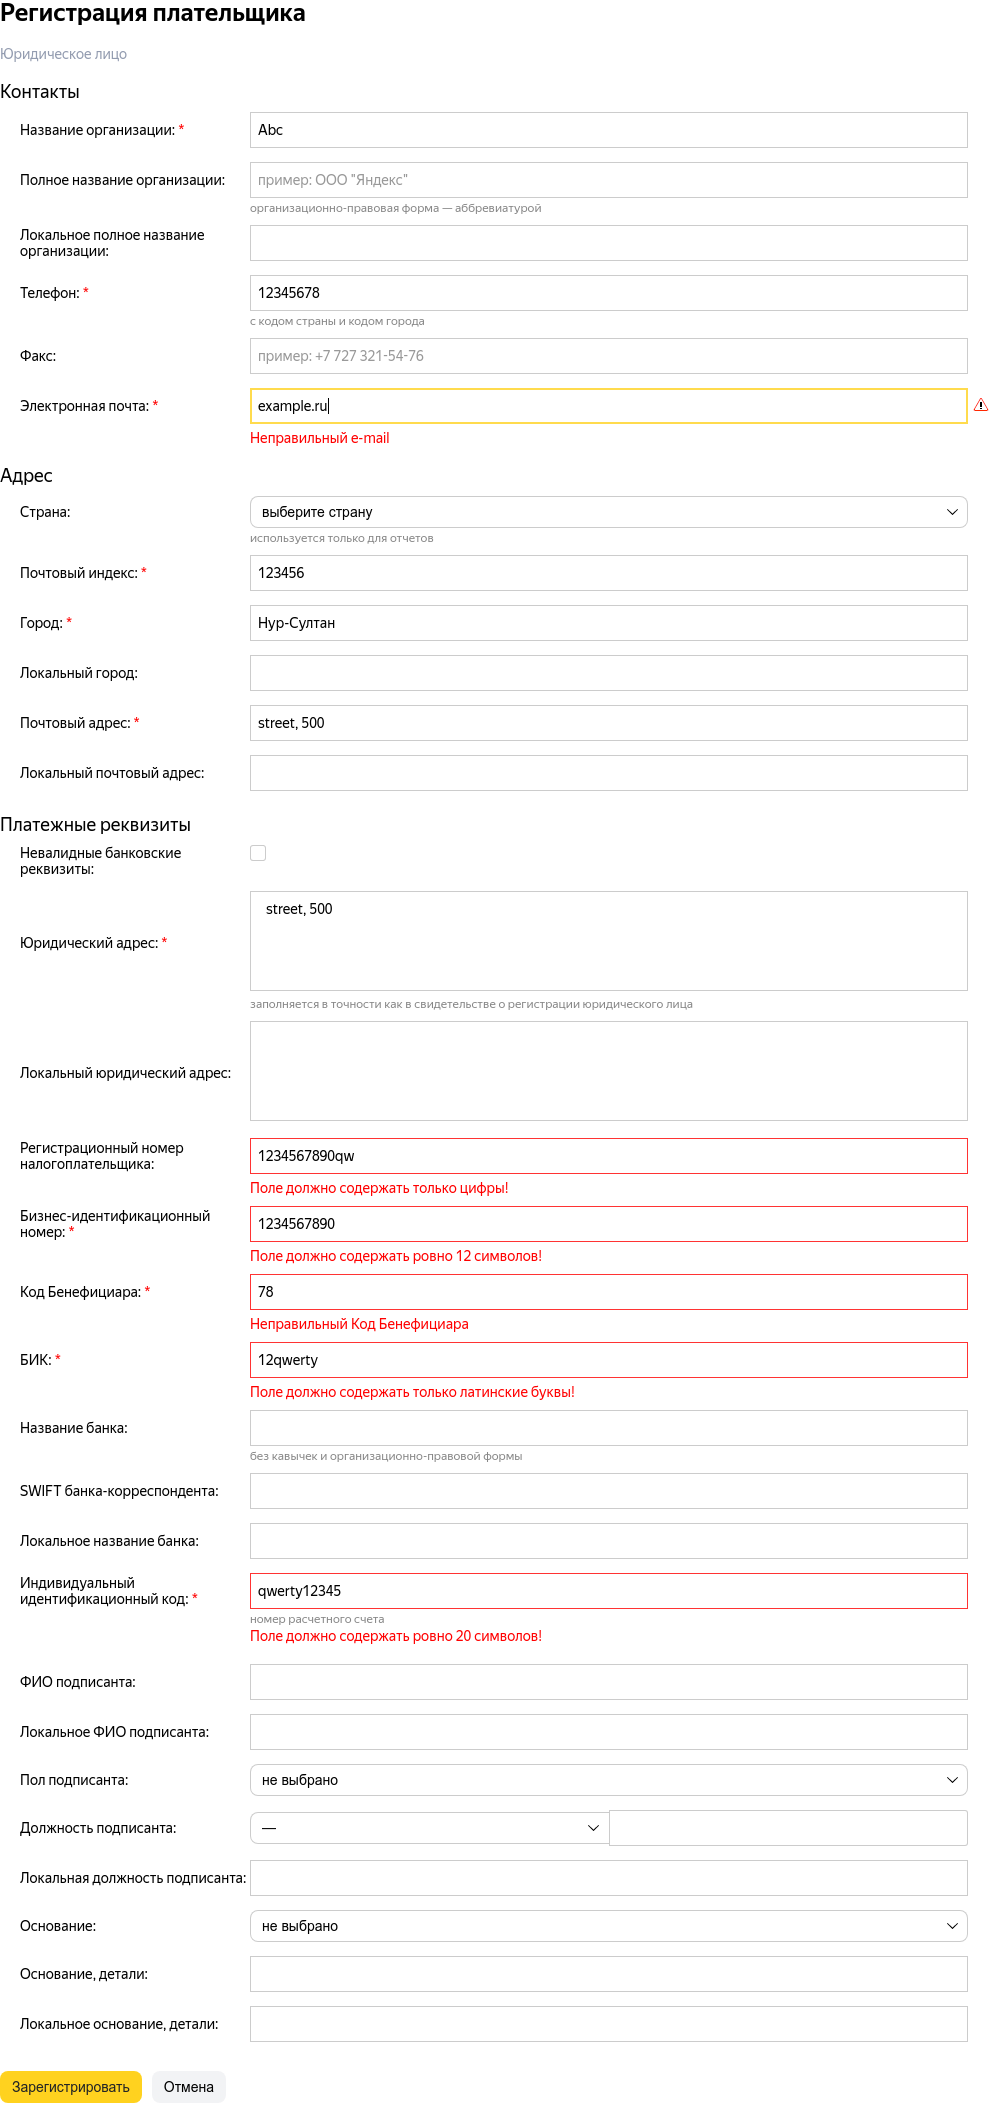 Регистрация плательщика
Юридическое лицо
Контакты
Название организации: *
Abc
Полное название организации:
пример: ООО "Яндекс"
организационно-правовая форма — аббревиатурой
Локальное полное название
организации:
Телефон: *
12345678
с кодом страны и кодом города
Факс:
пример: +7 727 321-54-76
Электронная почта: *
example.ru
Неправильный e-mail
Адрес
Страна:
выберите страну
используется только для отчетов
Почтовый индекс: *
123456
Город: *
Нур-Султан
Локальный город:
Почтовый адрес: *
street, 500
Локальный почтовый адрес:
Платежные реквизиты
Невалидные банковские
реквизиты:
Юридический адрес: *
street, 500
заполняется в точности как в свидетельстве о регистрации юридического лица
Локальный юридический адрес:
Регистрационный номер
налогоплательщика:
1234567890qw
Поле должно содержать только цифры!
Бизнес-идентификационный
номер: *
1234567890
Поле должно содержать ровно 12 символов!
Код Бенефициара: *
78
Неправильный Код Бенефициара
БИК: *
12qwerty
Поле должно содержать только латинские буквы!
Название банка:
без кавычек и организационно-правовой формы
SWIFT банка-корреспондента:
Локальное название банка:
Индивидуальный
идентификационный код: *
qwerty12345
номер расчетного счета
Поле должно содержать ровно 20 символов!
ФИО подписанта:
Локальное ФИО подписанта:
Пол подписанта:
не выбрано
Должность подписанта:
—
Локальная должность подписанта:
Основание:
не выбрано
Основание, детали:
Локальное основание, детали:
Зарегистрировать
Отмена